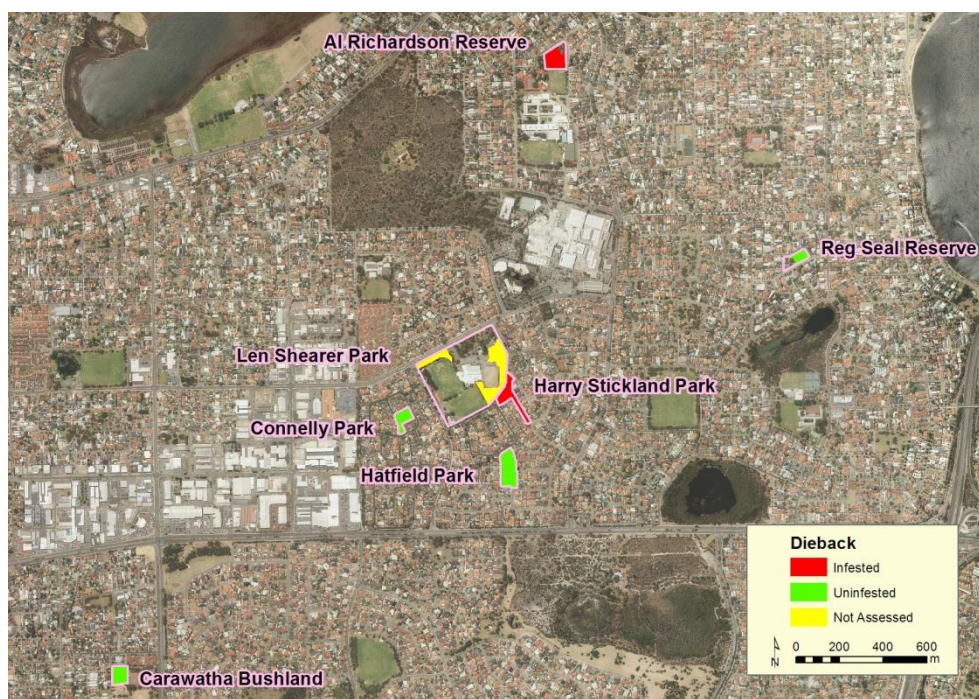 Al Richardson Reserve
Reg Seal Reserve
Len Shearer Park
Harry Stickland Park
Connelly Park
Hatfield Park
Carawatha Bushland
Dieback
Infested
Uninfested
Not Assessed
N
0 200 400 600
m